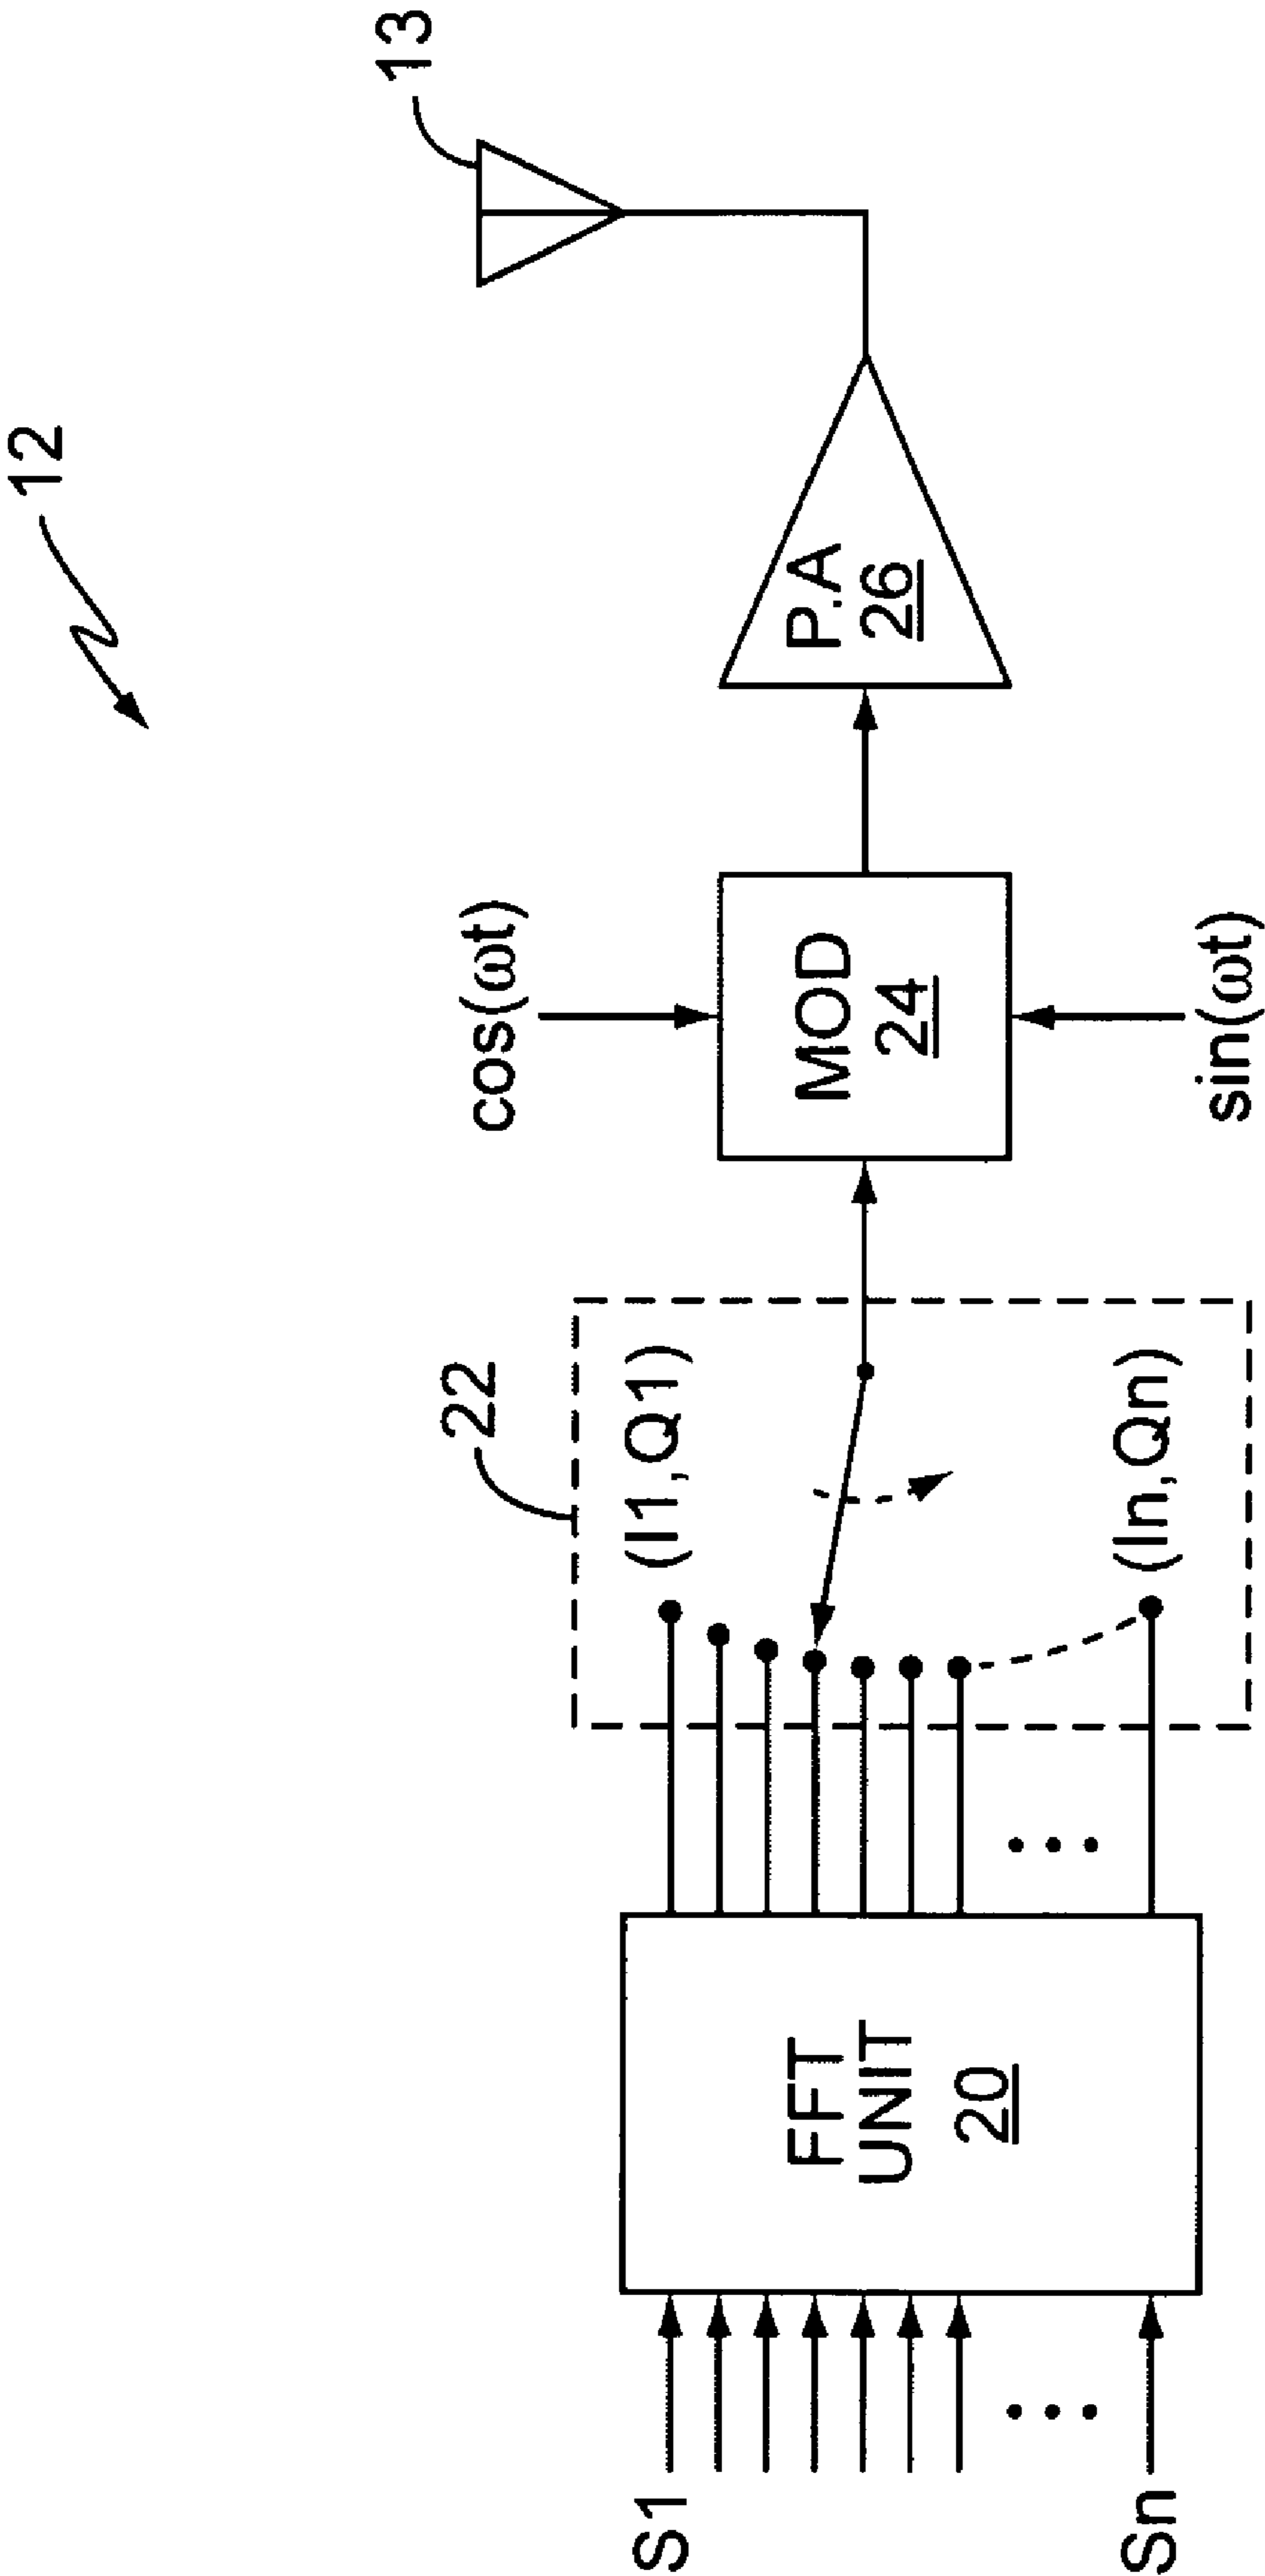 12
13
22
cos(ωt)
(I1,Q1)
S1
FFT
UNIT
20
MOD
24
P.A
26
(In,Qn)
sin(ωt)
Sn